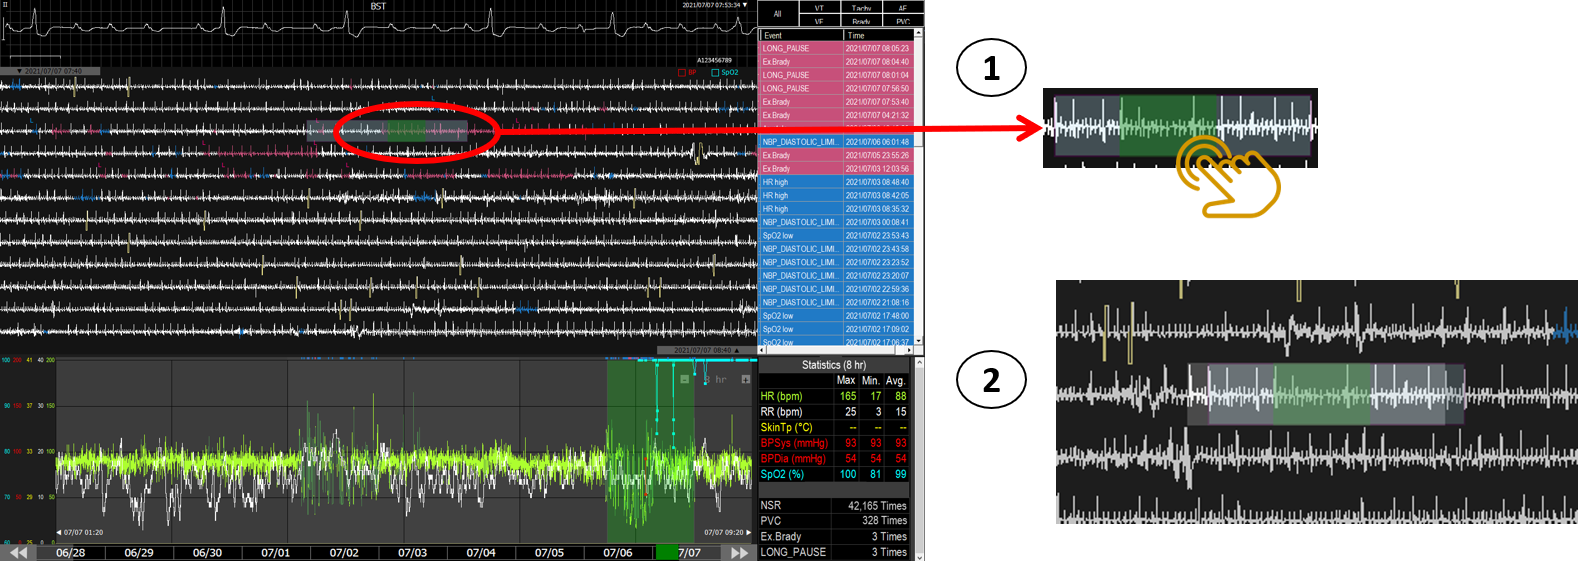 II
BST
2021/07/07 07:53:34 ▼
A123456789
▼ 2021/07/07 07:40
BP
SpO2
2021/07/07 08:40 ▲
All
VT
Tachy
AF
VF
Brady
PVC
Event Time
LONG_PAUSE 2021/07/07 08:05:23
Ex.Brady 2021/07/07 08:04:40
LONG_PAUSE 2021/07/07 08:01:04
LONG_PAUSE 2021/07/07 07:56:50
Ex.Brady 2021/07/07 07:53:40
Ex.Brady 2021/07/07 04:21:32
NBP_DIASTOLIC_LIMI... 2021/07/06 06:01:48
Ex.Brady 2021/07/05 23:55:26
Ex.Brady 2021/07/03 12:03:56
HR high 2021/07/03 08:48:40
HR high 2021/07/03 08:42:05
HR high 2021/07/03 08:35:32
NBP_DIASTOLIC_LIMI... 2021/07/03 00:08:41
SpO2 low 2021/07/02 23:53:43
NBP_DIASTOLIC_LIMI... 2021/07/02 23:43:58
NBP_DIASTOLIC_LIMI... 2021/07/02 23:23:52
NBP_DIASTOLIC_LIMI... 2021/07/02 23:20:07
NBP_DIASTOLIC_LIMI... 2021/07/02 22:59:36
NBP_DIASTOLIC_LIMI... 2021/07/02 21:08:16
SpO2 low 2021/07/02 17:48:00
SpO2 low 2021/07/02 17:09:02
SpO2 low 2021/07/02 17:06:37
100 200 41 40 200
8 hr
90 150 37 30 150
80 100 33 20 100
70 50 29 10 50
60 0 25 0 0
07/07 01:20
07/07 09:20
06/28 06/29 06/30 07/01 07/02 07/03 07/04 07/05 07/06 7/07
Statistics (8 hr)
Max Min. Avg.
HR (bpm) 165 17 88
RR (bpm) 25 3 15
SkinTp (°C) -- -- --
BPSys (mmHg) 93 93 93
BPDia (mmHg) 54 54 54
SpO2 (%) 100 81 99
NSR 42,165 Times
PVC 328 Times
Ex.Brady 3 Times
LONG_PAUSE 3 Times
1
2